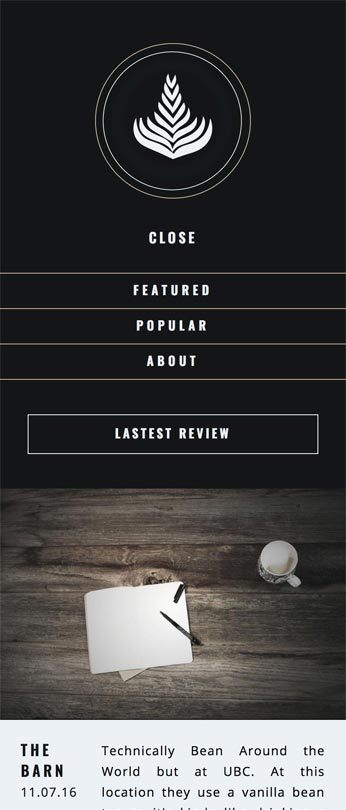 CLOSE
FEATURED
POPULAR
ABOUT
LASTEST REVIEW
THE
BARN
11.07.16
Technically Bean Around the
World but at UBC. At this
location they use a vanilla bean